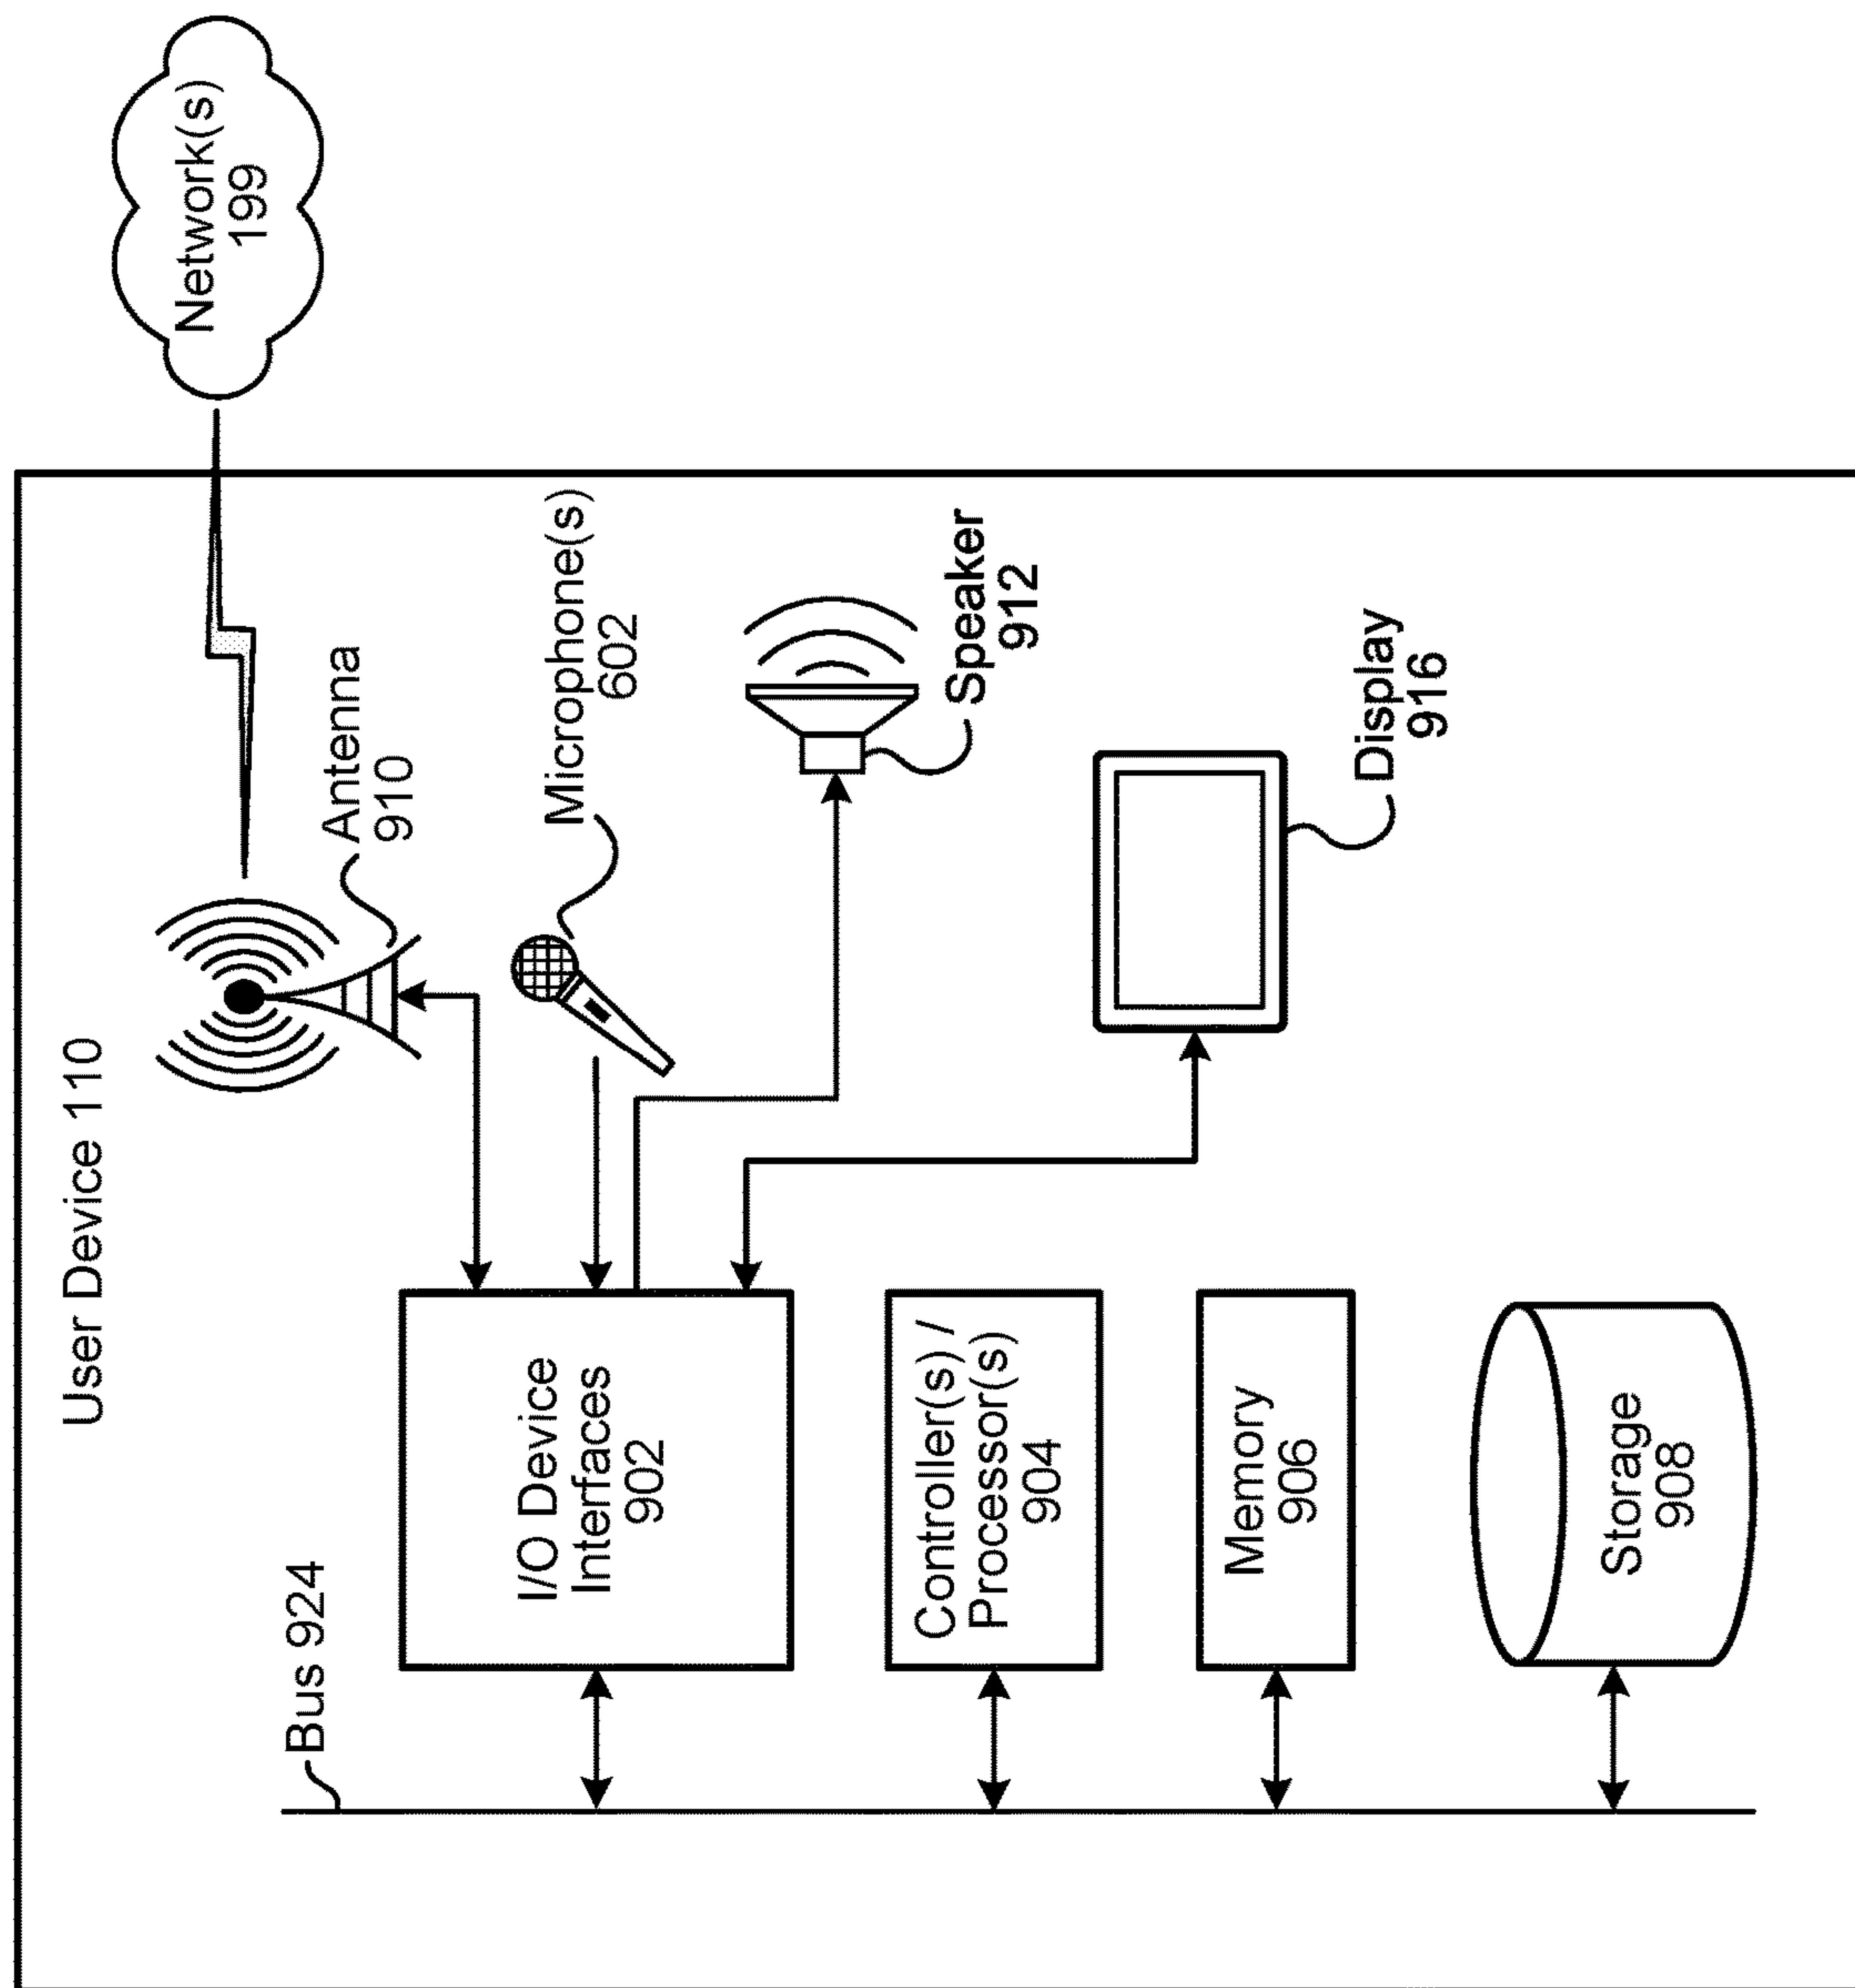 User Device 110
Network(s)
199
Bus 924
Antenna
910
I/O Device
Interfaces
902
Microphone(s)
602
Controller(s) /
Processor(s)
904
Speaker
912
Memory
906
Display
916
Storage
908